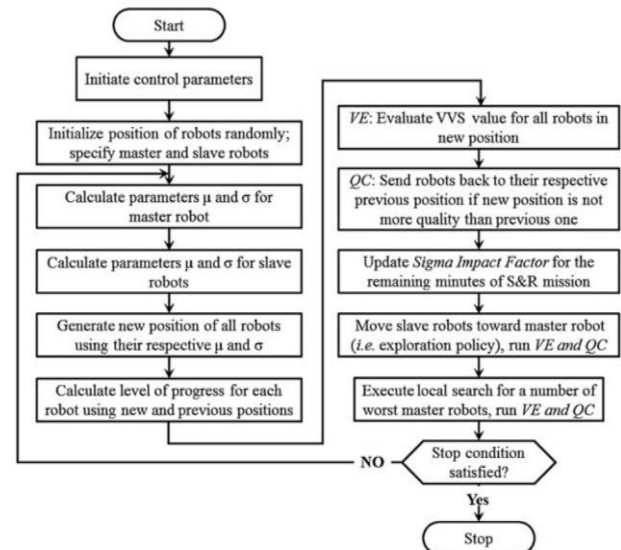 Start
Initiate control parameters
Initialize position of robots randomly;
specify master and slave robots
Calculate parameters μ and σ for
master robot
Calculate parameters μ and σ for slave
robots
Generate new position of all robots
using their respective μ and σ
Calculate level of progress for each
robot using new and previous positions
VE: Evaluate VVS value for all robots in
new position
QC: Send robots back to their respective
previous position if new position is not
more quality than previous one
Update Sigma Impact Factor for the
remaining minutes of S&R mission
Move slave robots toward master robot
(i.e. exploration policy), run VE and QC
Execute local search for a number of
worst master robots, run VE and QC
Stop condition
satisfied?
NO
Yes
Stop